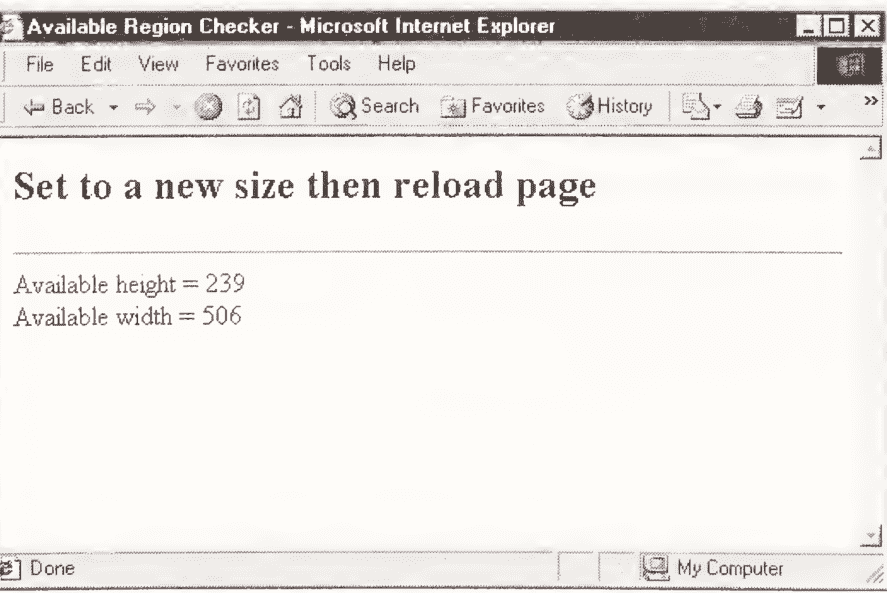 Available Region Checker - Microsoft Internet Explorer
File Edit View Favorites Tools Help
Back Search Favorites History »
Set to a new size then reload page
Available height = 239
Available width = 506
Done My Computer